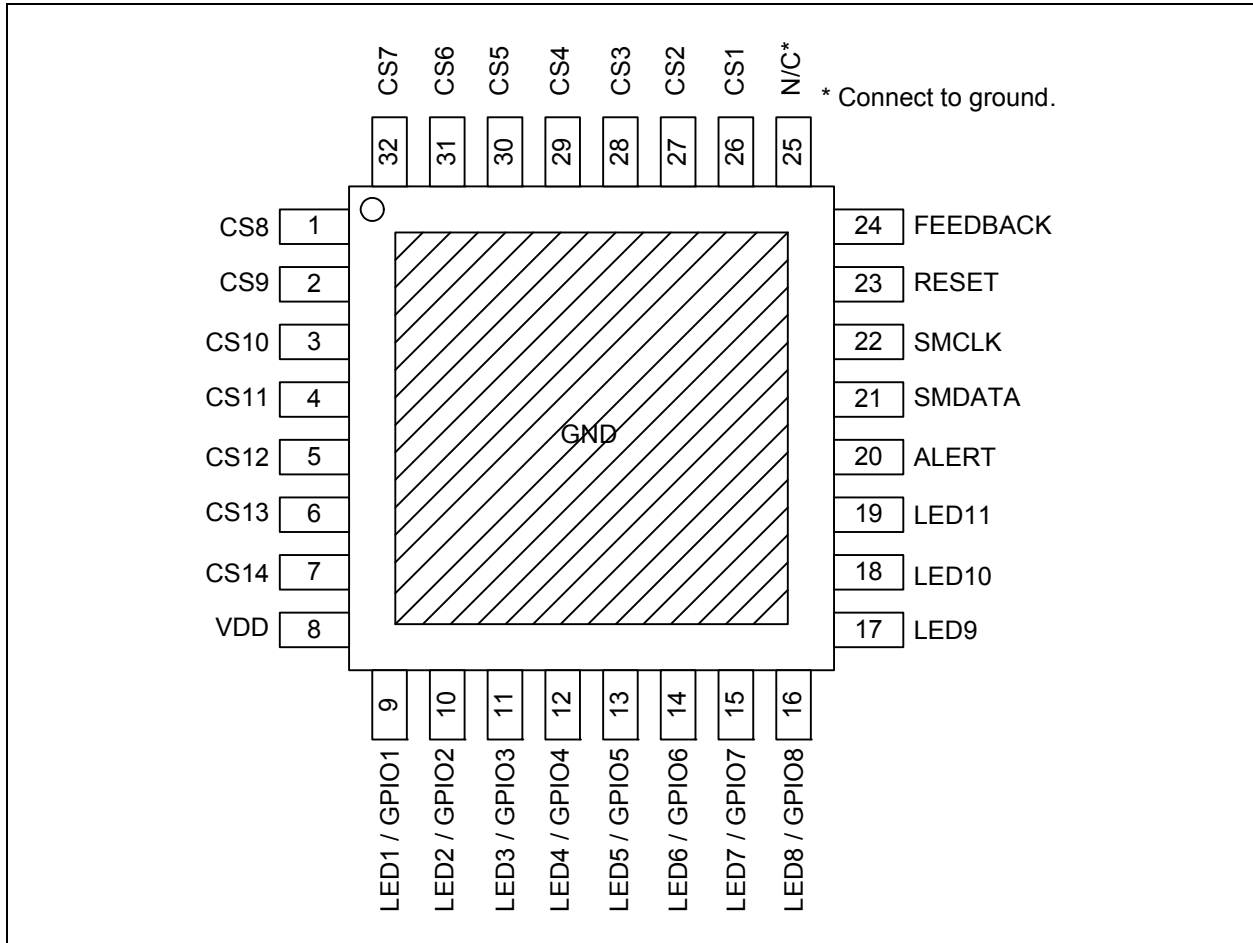 CS7
CS6
CS5
CS4
CS3
CS2
CS1
N/C*
* Connect to ground.
32
31
30
29
28
27
26
25
CS8 1
24 FEEDBACK
CS9 2
23 RESET
CS10 3
22 SMCLK
CS11 4
21 SMDATA
GND
CS12 5
20 ALERT
CS13 6
19 LED11
CS14 7
18 LED10
VDD 8
17 LED9
9
10
11
12
13
14
15
16
LED1 / GPIO1
LED2 / GPIO2
LED3 / GPIO3
LED4 / GPIO4
LED5 / GPIO5
LED6 / GPIO6
LED7 / GPIO7
LED8 / GPIO8